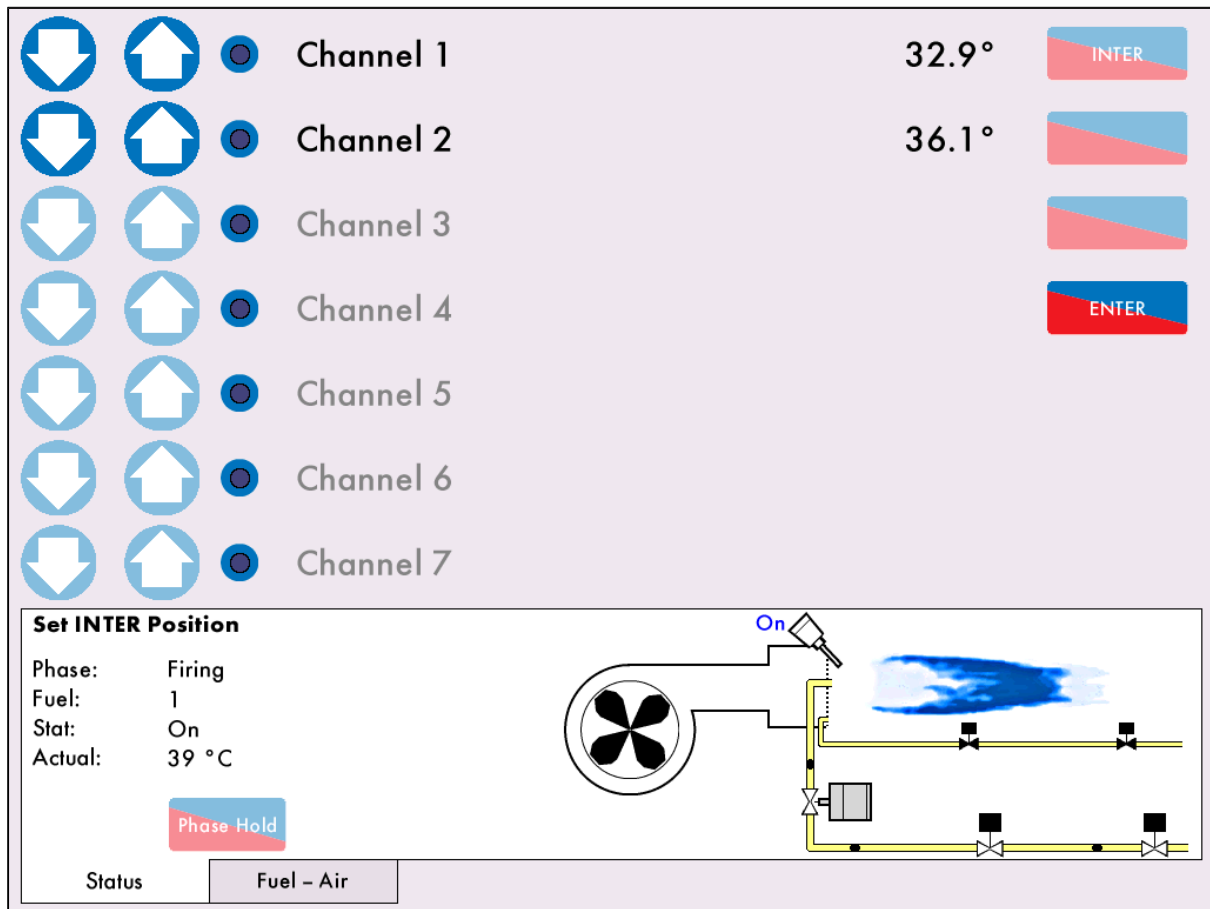 Channel 1 32.9° INTER
Channel 2 36.1°
Channel 3
Channel 4 ENTER
Channel 5
Channel 6
Channel 7
Set INTER Position
On
Phase: Firing
Fuel: 1
Stat: On
Actual: 39 °C
Phase Hold
Status Fuel – Air